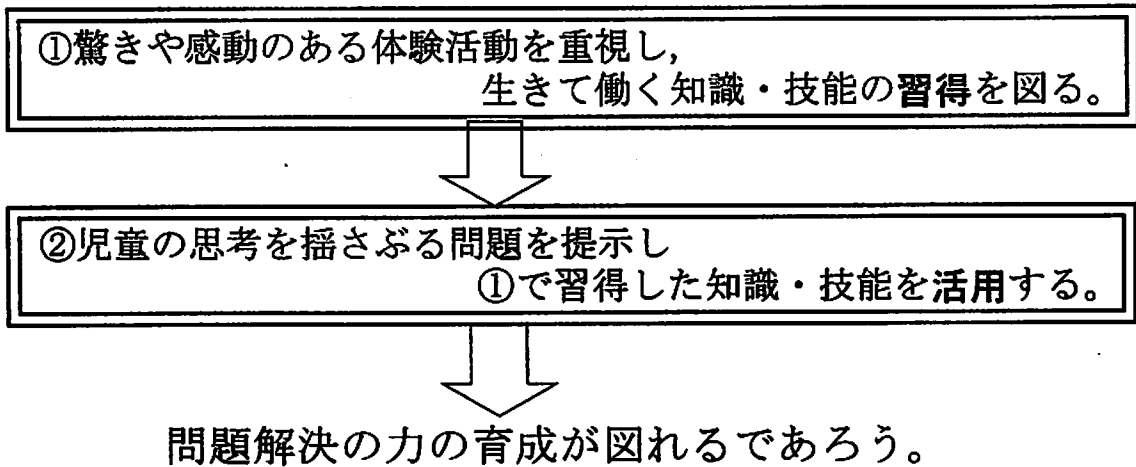 ①驚きや感動のある体験活動を重視し,
生きて働く知識・技能の習得を図る。
②児童の思考を揺さぶる問題を提示し
①で習得した知識・技能を活用する。
問題解決の力の育成が図れるであろう。